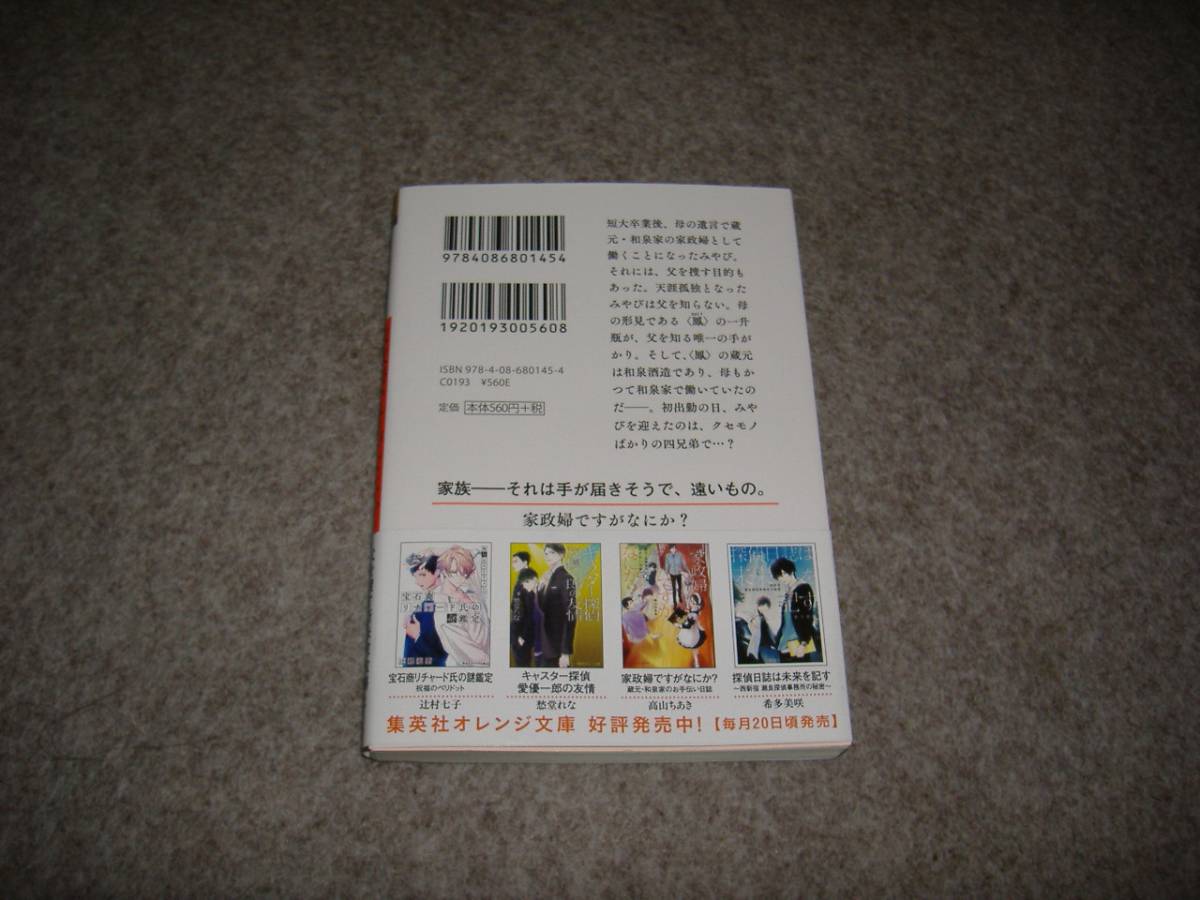 9784086801454
1920193005608
ISBN 978-4-08-680145-4
C0193 ¥560E
定価 本体560円+税
短大卒業後、母の遺言で蔵
元・和泉家の家政婦として
働くことになったみやび。
それには、父を捜す目的も
あった。天涯孤独となった
みやびは父を知らない。母
の形見である〈鳳〉の一升
瓶が、父を知る唯一の手が
かり。そして、〈鳳〉の蔵元
は和泉酒造であり、母もか
つて和泉家で働いていたの
だ――。初出勤の日、みや
びを迎えたのは、クセモノ
ばかりの四兄弟で…?
家族――それは手が届きそうで、遠いもの。
家政婦ですがなにか?
宝石商リチャード氏の謎鑑定
祝福のペリドット
辻村七子
キャスター探偵
愛優一郎の友情
愁堂れな
家政婦ですがなにか?
蔵元・和泉家のお手伝い日誌
高山ちあき
探偵日誌は未来を記す
~西新宿 瀬良探偵事務所の秘密~
希多美咲
集英社オレンジ文庫 好評発売中!【毎月20日頃発売】